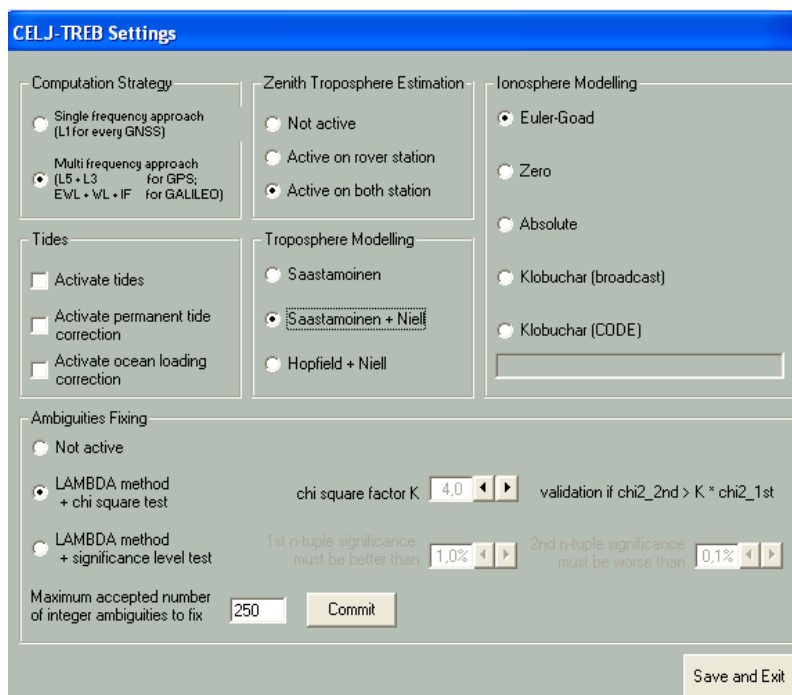 CELJ-TREB Settings
Computation Strategy
Single frequency approach
(L1 for every GNSS)
Multi frequency approach
(L5 + L3 for GPS;
EWL + WL + IF for GALILEO)
Zenith Troposphere Estimation
Not active
Active on rover station
Active on both station
Ionosphere Modelling
Euler-Goad
Zero
Absolute
Klobuchar (broadcast)
Klobuchar (CODE)
Tides
Activate tides
Activate permanent tide
correction
Activate ocean loading
correction
Troposphere Modelling
Saastamoinen
Saastamoinen + Niell
Hopfield + Niell
Ambiguities Fixing
Not active
LAMBDA method
+ chi square test
chi square factor K 4,0 validation if chi2_2nd > K * chi2_1st
LAMBDA method
+ significance level test
1st n-tuple significance
must be better than 1,0%
2nd n-tuple significance
must be worse than 0,1%
Maximum accepted number
of integer ambiguities to fix 250 Commit
Save and Exit